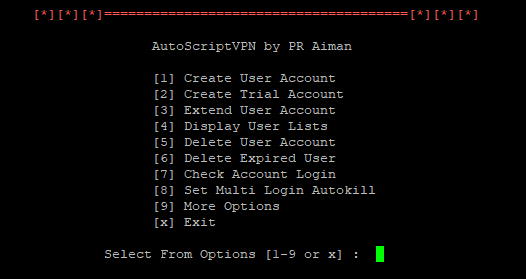 [*][*][*]======================================[*][*][*]
AutoScriptVPN by PR Aiman
[1] Create User Account
[2] Create Trial Account
[3] Extend User Account
[4] Display User Lists
[5] Delete User Account
[6] Delete Expired User
[7] Check Account Login
[8] Set Multi Login Autokill
[9] More Options
[x] Exit
Select From Options [1-9 or x] :